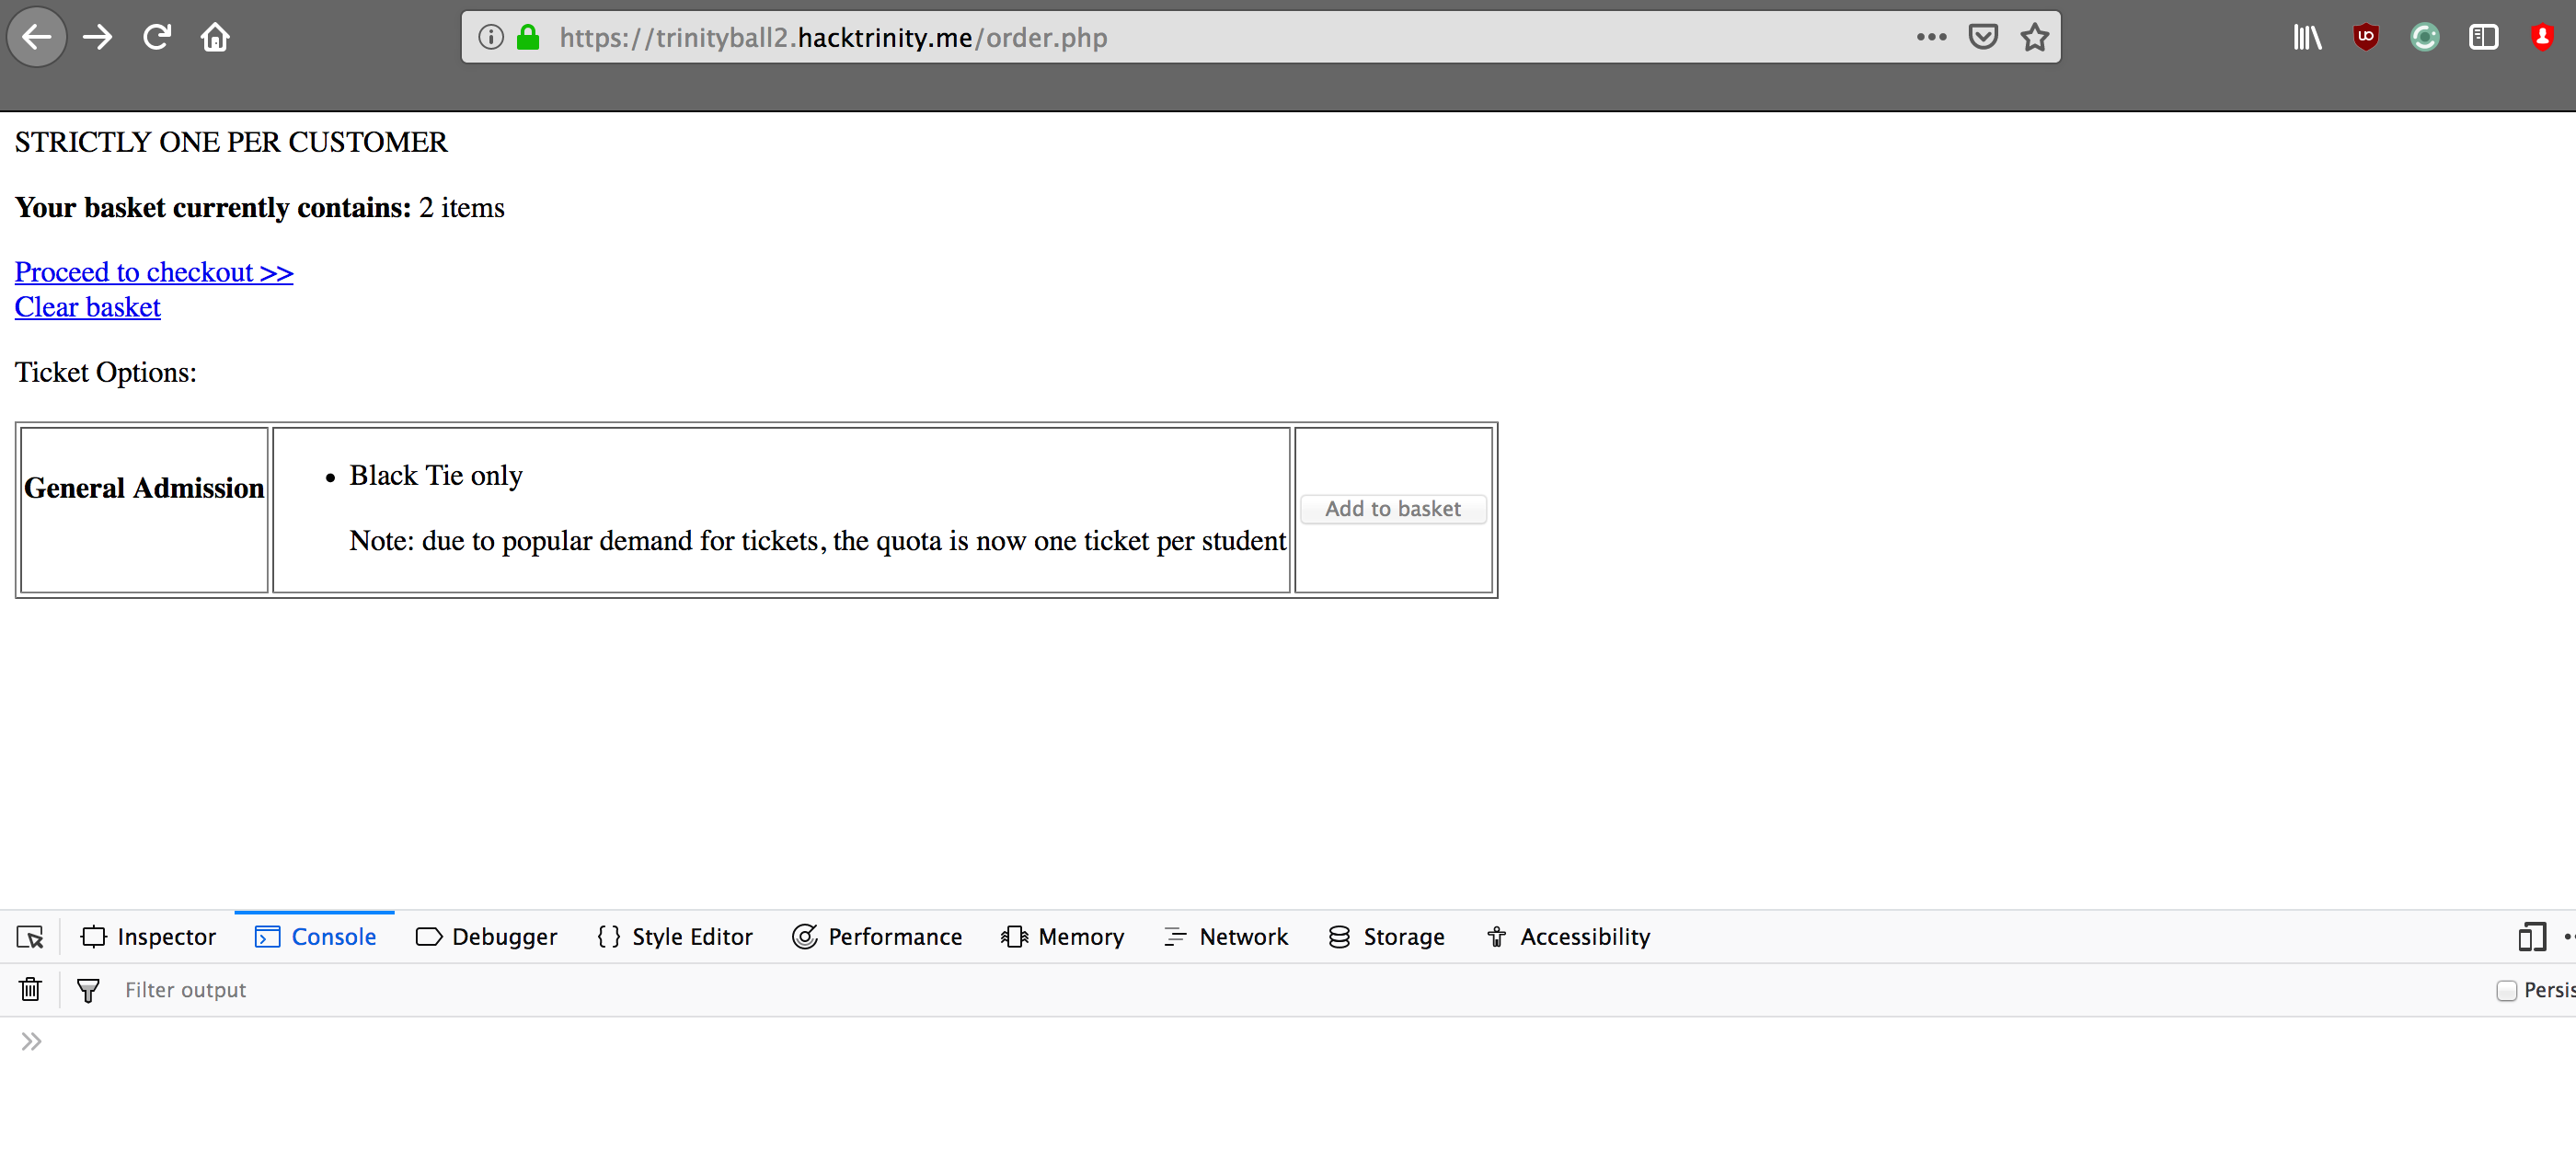 https://trinityball2.hacktrinity.me/order.php
STRICTLY ONE PER CUSTOMER
Your basket currently contains: 2 items
Proceed to checkout >>
Clear basket
Ticket Options:
General Admission
• Black Tie only
Note: due to popular demand for tickets, the quota is now one ticket per student
Add to basket
Inspector Console Debugger {} Style Editor Performance Memory Network Storage Accessibility
Filter output
Persis
>>